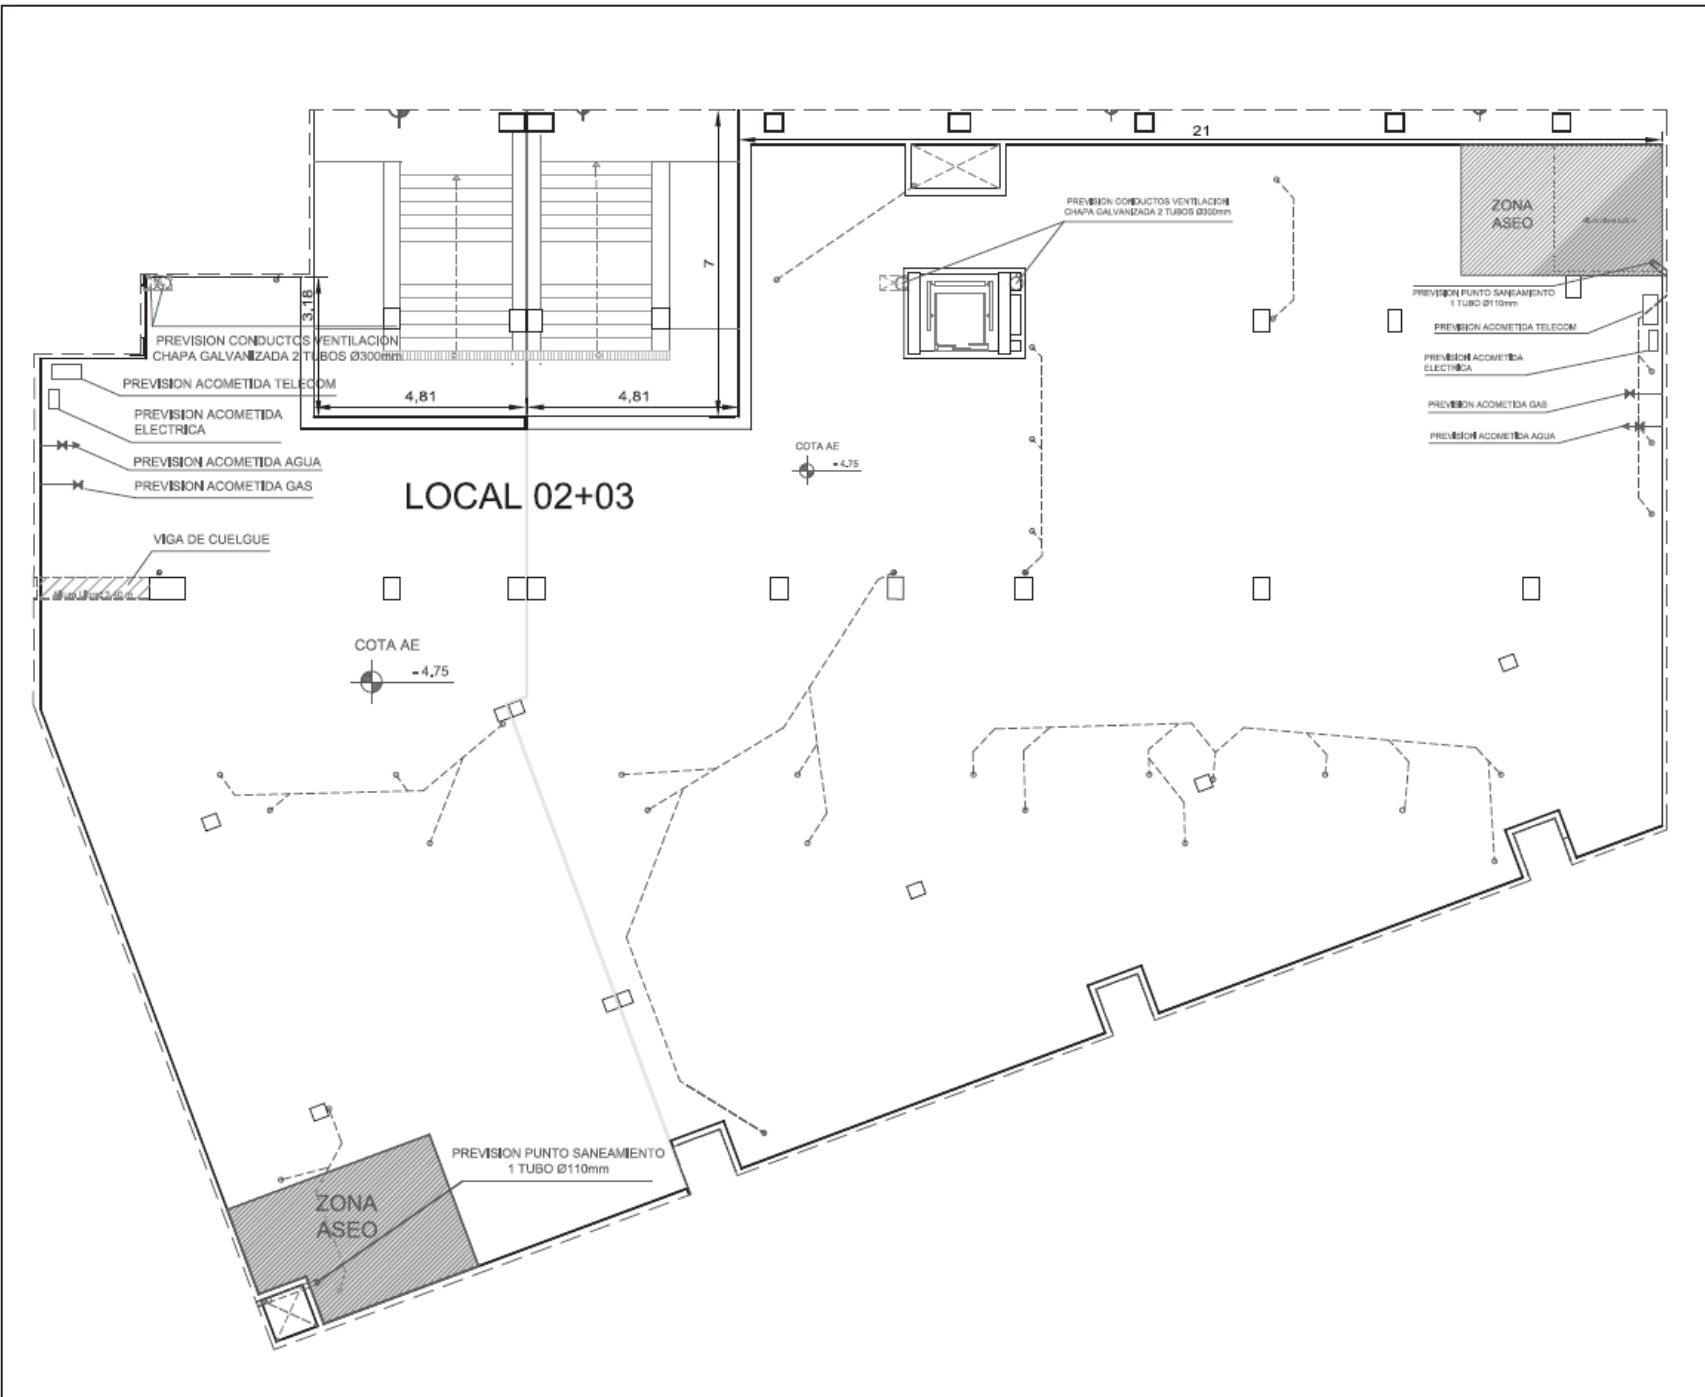 21
ZONA
ASEO
PREVISION CONDUCTOS VENTILACION
CHAPA GALVANIZADA 2 TUBOS Ø300mm
7
3,18
PREVISION CONDUCTOS VENTILACION
CHAPA GALVANIZADA 2 TUBOS Ø300mm
PREVISION ACOMETIDA TELECOM
PREVISION ACOMETIDA
ELECTRICA
PREVISION ACOMETIDA AGUA
PREVISION ACOMETIDA GAS
4,81
4,81
PREVISION PUNTO SANEAMIENTO
1 TUBO Ø110mm
PREVISION ACOMETIDA TELECOM
PREVISION ACOMETIDA
ELECTRICA
PREVISION ACOMETIDA GAS
PREVISION ACOMETIDA AGUA
COTA AE
-4.75
LOCAL 02+03
VIGA DE CUELGUE
COTA AE
-4.75
PREVISION PUNTO SANEAMIENTO
1 TUBO Ø110mm
ZONA
ASEO